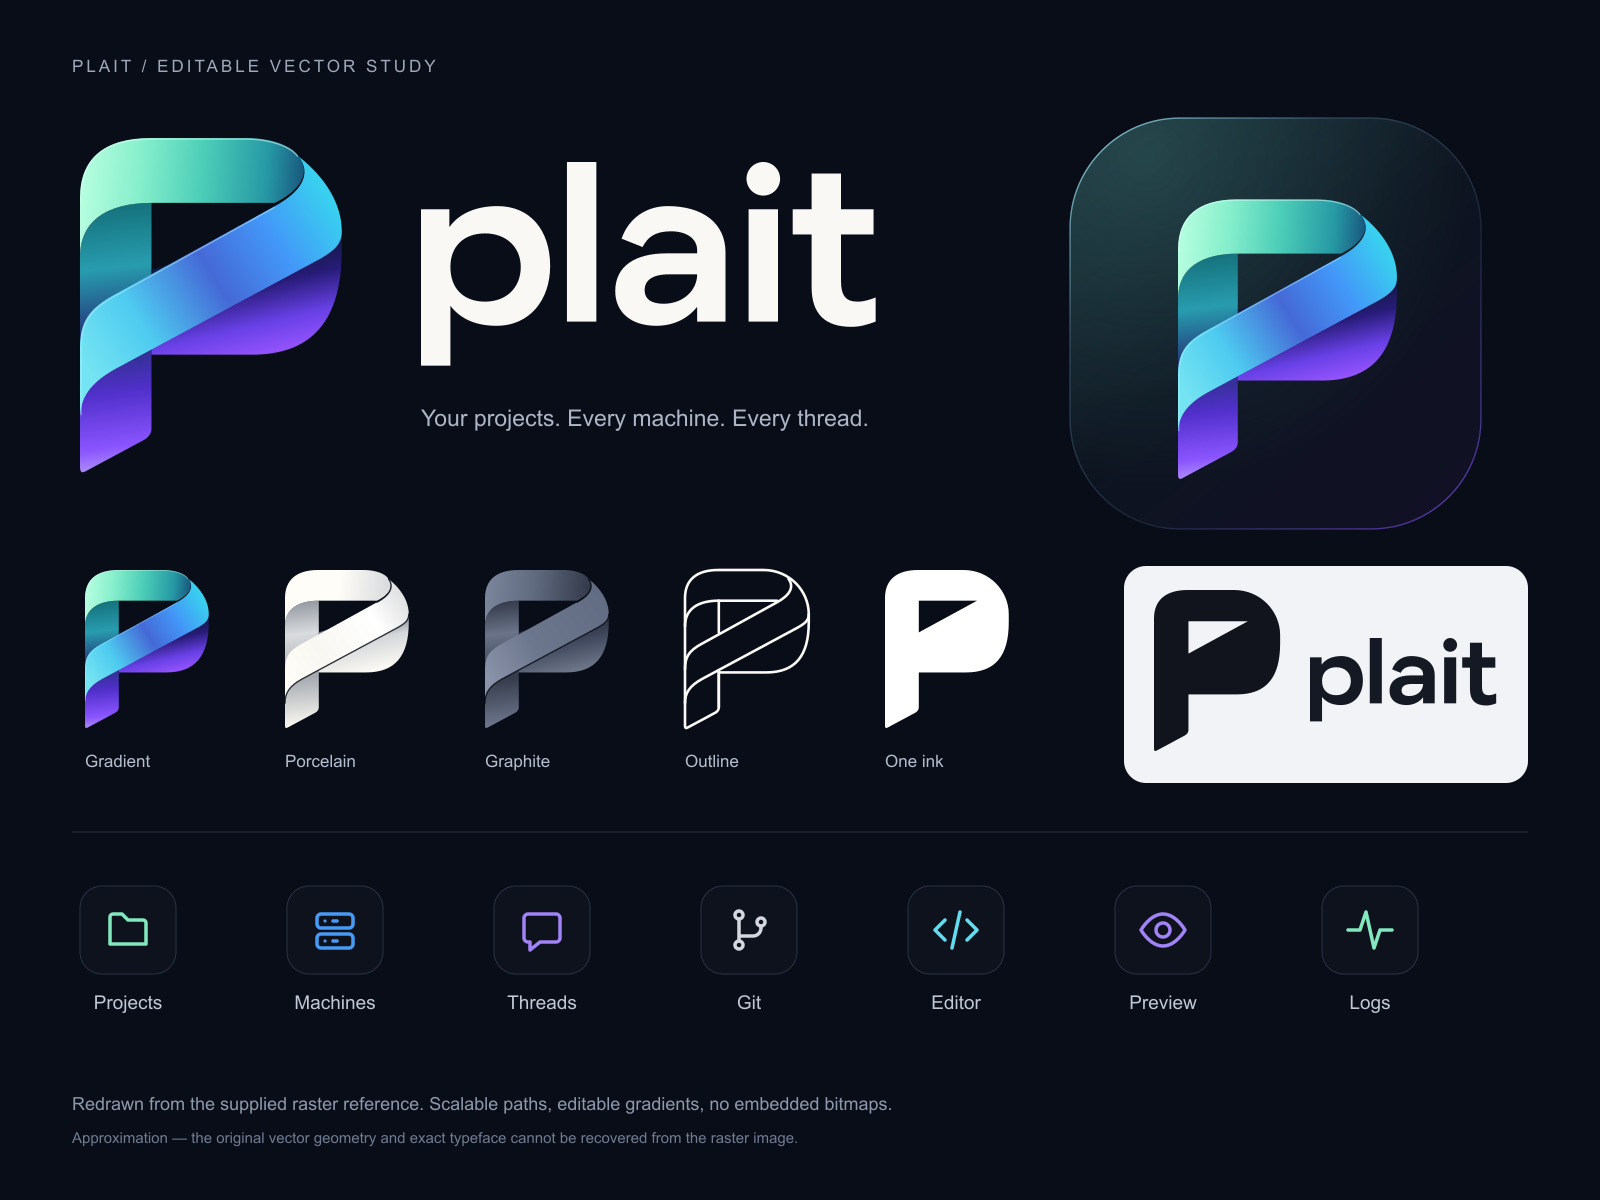 PLAIT / EDITABLE VECTOR STUDY
plait
Your projects. Every machine. Every thread.
Gradient
Porcelain
Graphite
Outline
One ink
plait
Projects
Machines
Threads
Git
Editor
Preview
Logs
Redrawn from the supplied raster reference. Scalable paths, editable gradients, no embedded bitmaps.
Approximation — the original vector geometry and exact typeface cannot be recovered from the raster image.